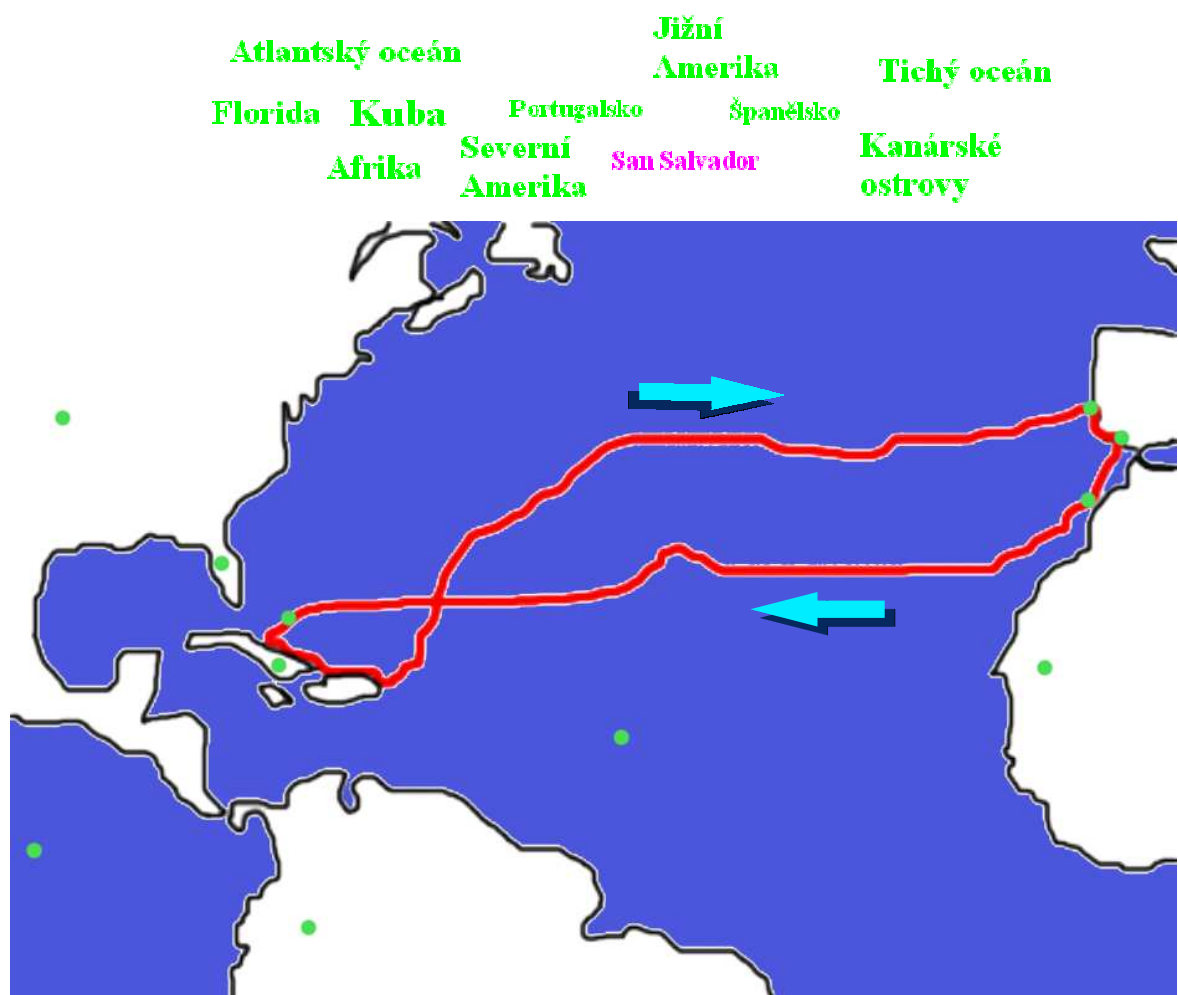 Atlantský oceán
Jižní
Amerika
Tichý oceán
Florida
Kuba
Portugalsko
Španělsko
Afrika
Severní
Amerika
San Salvador
Kanárské
ostrovy